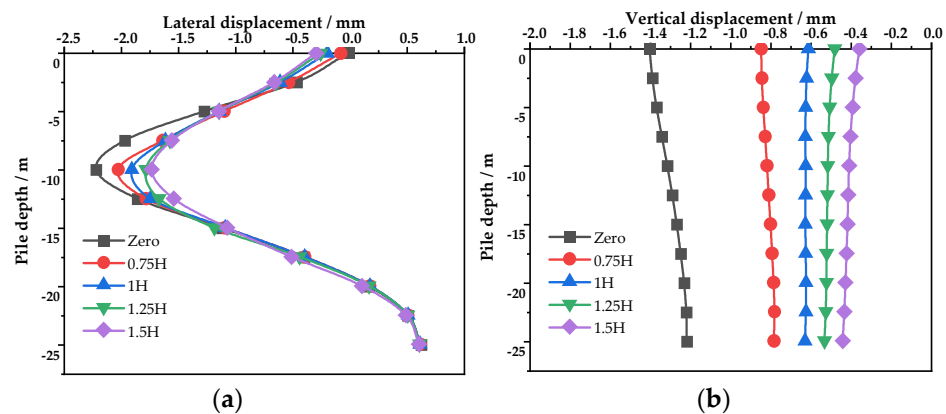 Lateral displacement / mm
-2.5 -2.0 -1.5 -1.0 -0.5 0.0 0.5 1.0
0
-5
-10
-15
-20
-25
Pile depth / m
Zero
0.75H
1H
1.25H
1.5H
(a)
Vertical displacement / mm
-2.0 -1.8 -1.6 -1.4 -1.2 -1.0 -0.8 -0.6 -0.4 -0.2 0.0
0
-5
-10
-15
-20
-25
Pile depth / m
Zero
0.75H
1H
1.25H
1.5H
(b)